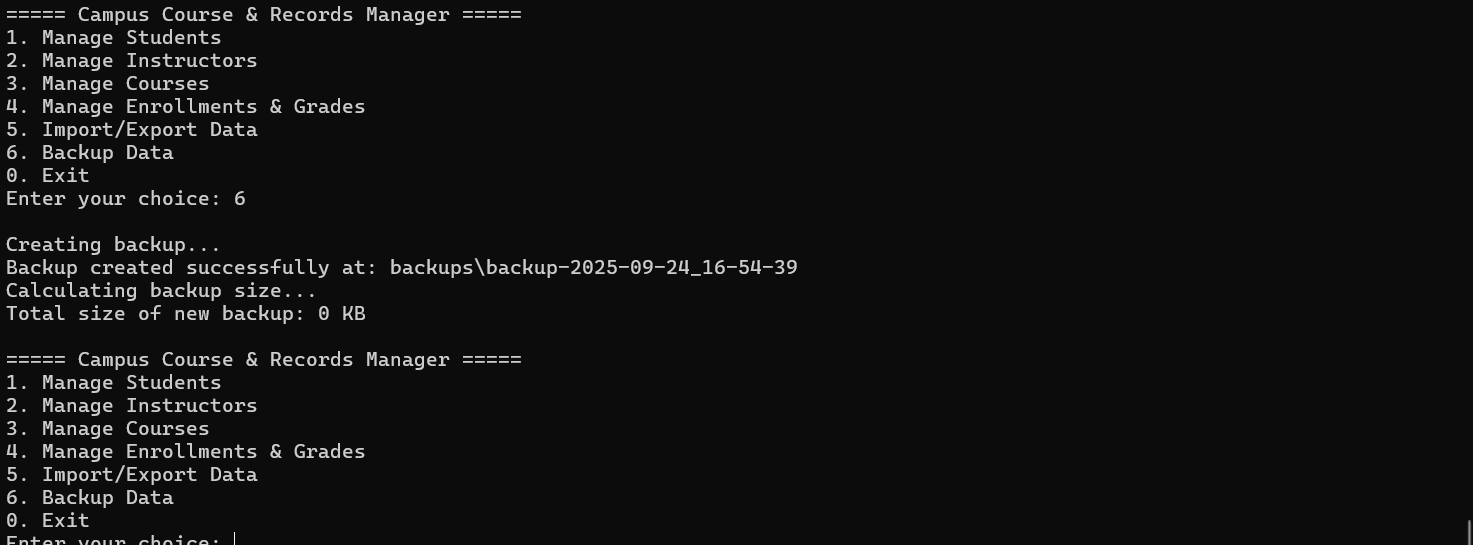 ===== Campus Course & Records Manager =====
1. Manage Students
2. Manage Instructors
3. Manage Courses
4. Manage Enrollments & Grades
5. Import/Export Data
6. Backup Data
0. Exit
Enter your choice: 6
Creating backup...
Backup created successfully at: backups\backup-2025-09-24_16-54-39
Calculating backup size...
Total size of new backup: 0 KB
===== Campus Course & Records Manager =====
1. Manage Students
2. Manage Instructors
3. Manage Courses
4. Manage Enrollments & Grades
5. Import/Export Data
6. Backup Data
0. Exit
Enter your choice: